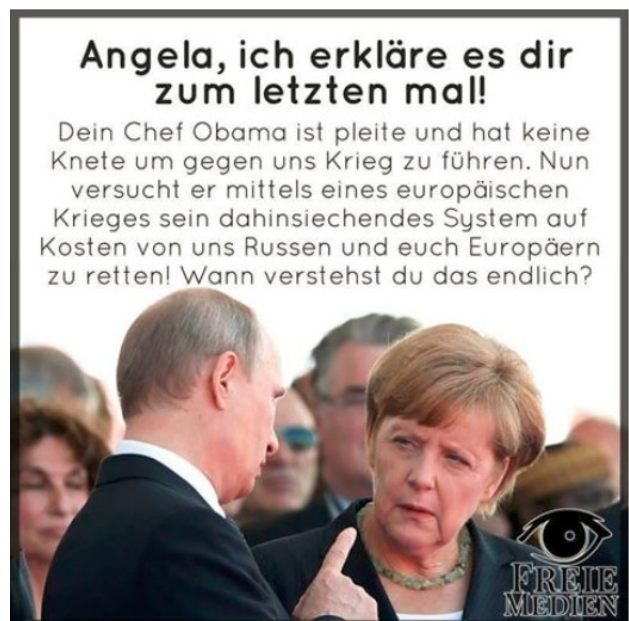 Angela, ich erkläre es dir
zum letzten mal!
Dein Chef Obama ist pleite und hat keine
Knete um gegen uns Krieg zu führen. Nun
versucht er mittels eines europäischen
Krieges sein dahinsiechendes System auf
Kosten von uns Russen und euch Europäern
zu retten! Wann verstehst du das endlich?
FREIE
MEDIEN